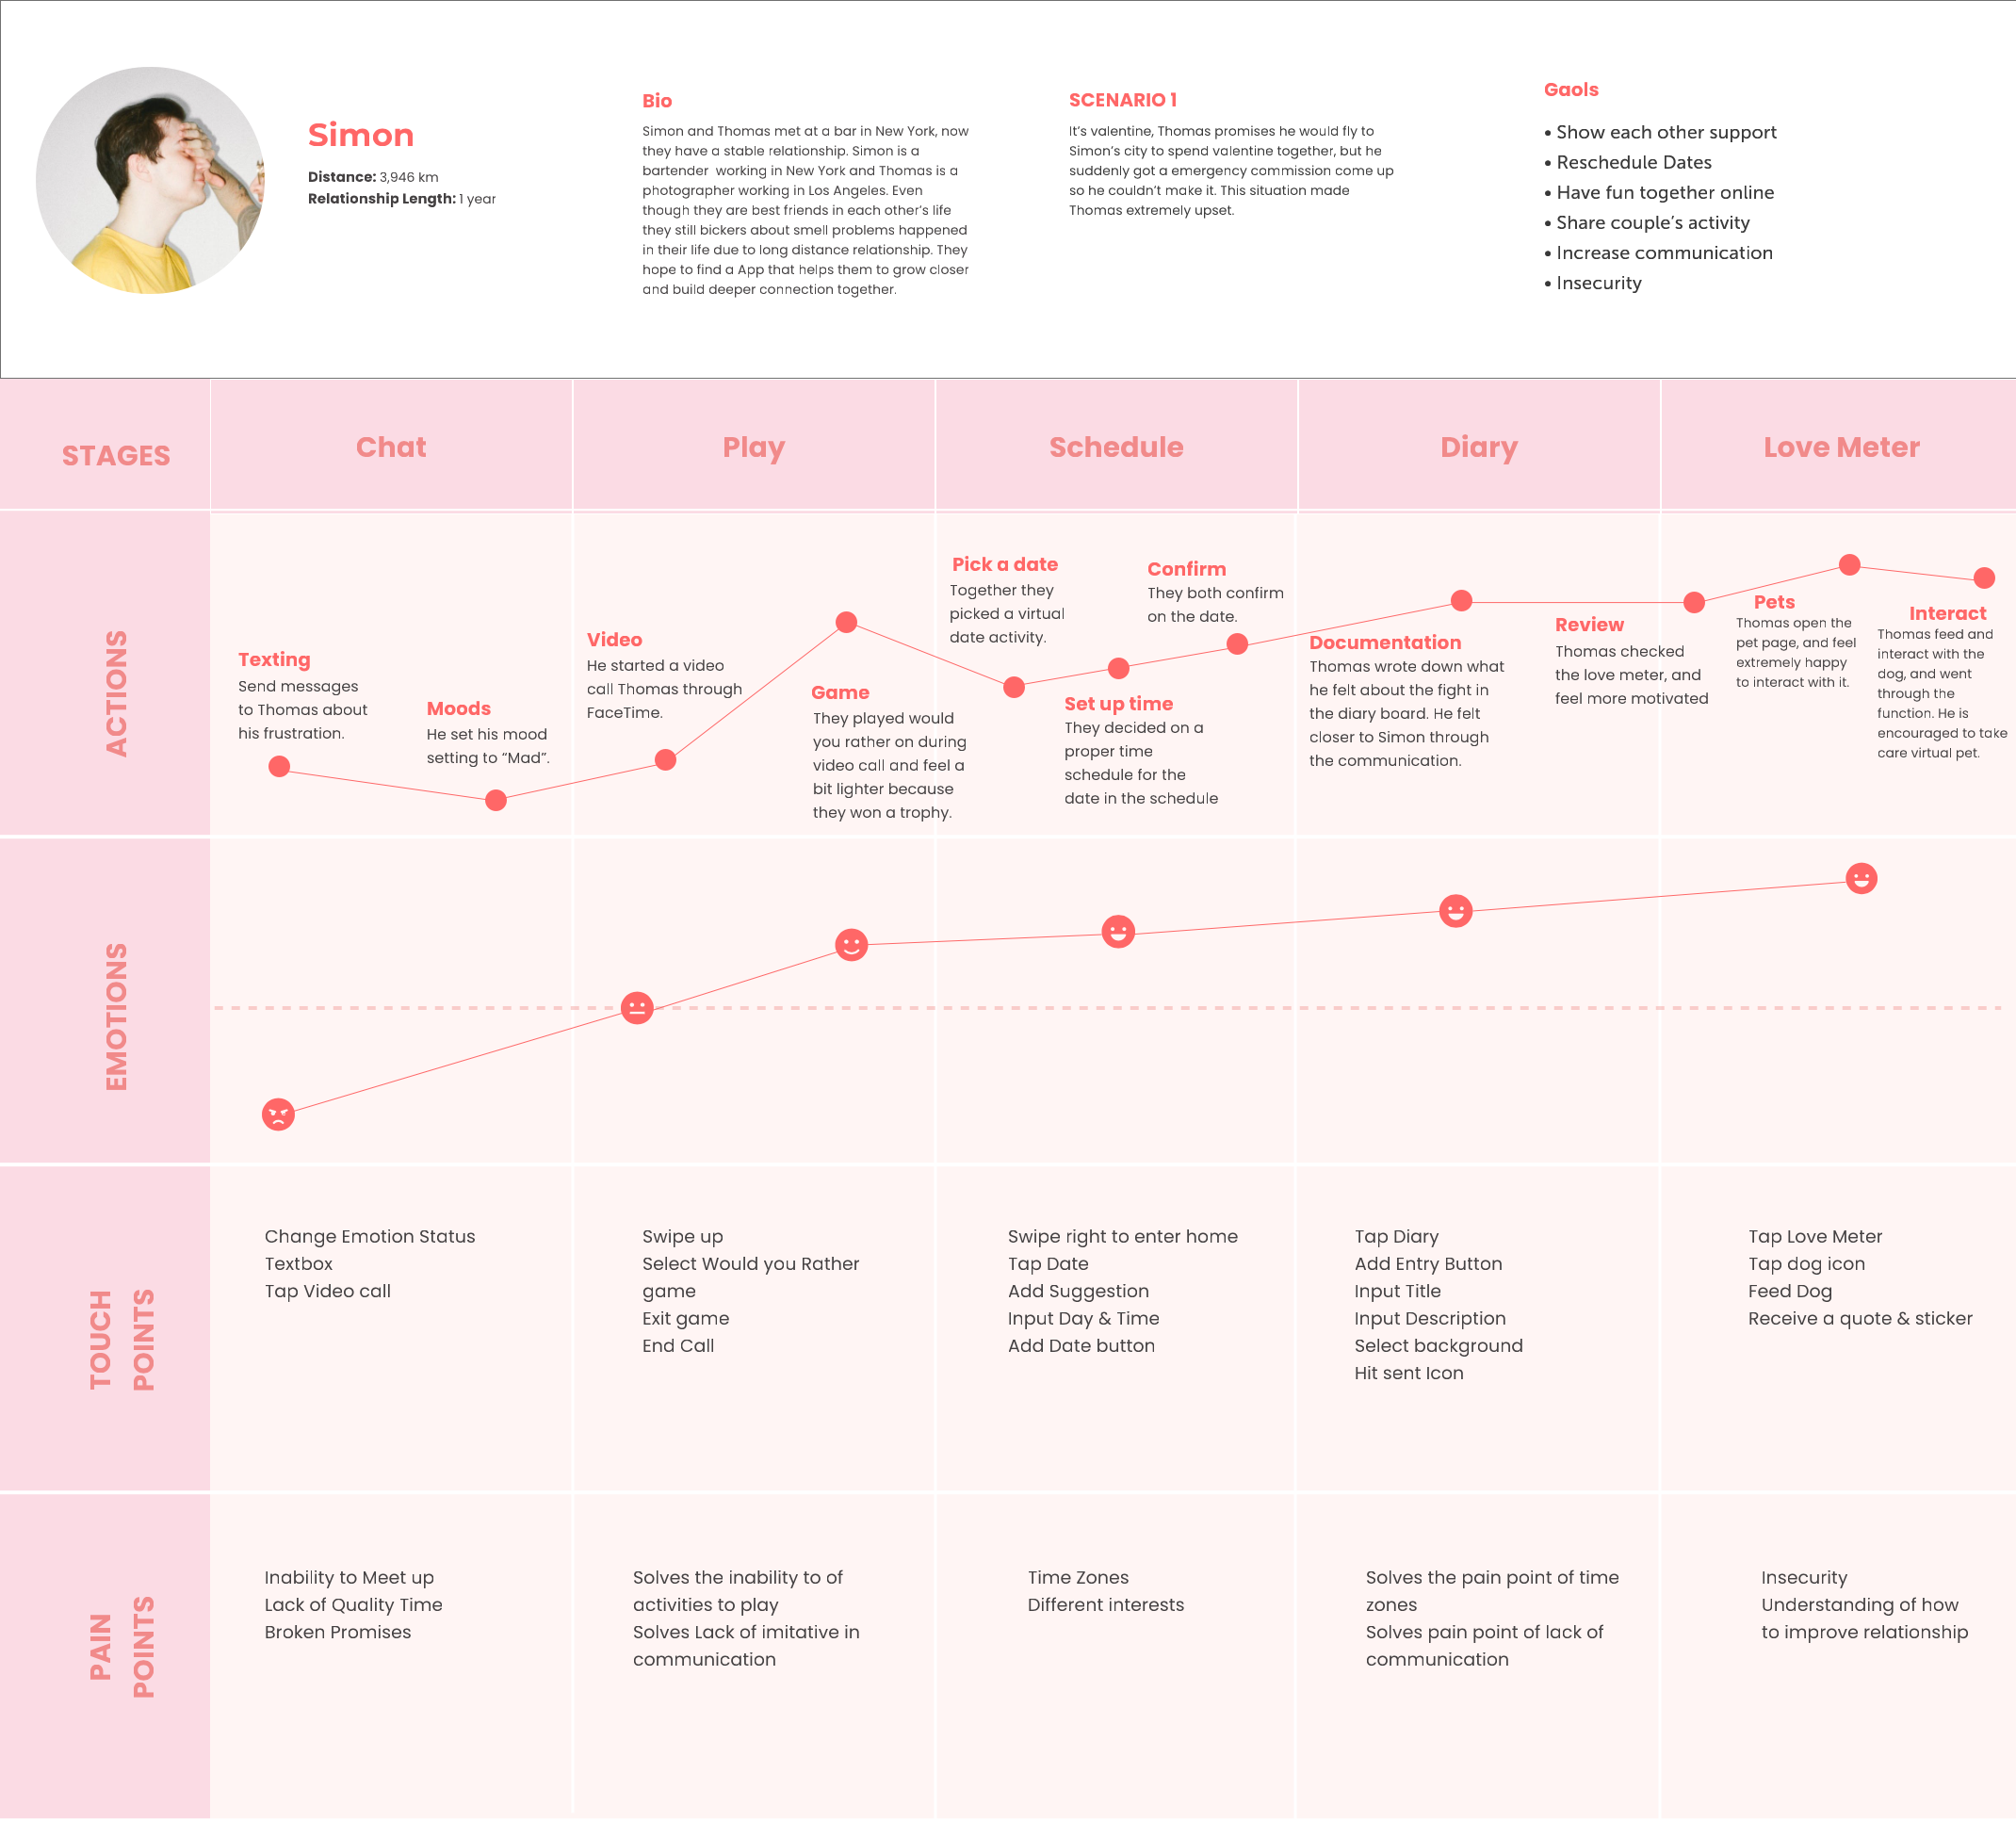 Simon
Distance: 3,946 km
Relationship Length: 1 year
Bio
Simon and Thomas met at a bar in New York, now
they have a stable relationship. Simon is a
bartender  working in New York and Thomas is a
photographer working in Los Angeles. Even
though they are best friends in each other's life
they still bickers about smell problems happened
in their life due to long distance relationship. They
hope to find a App that helps them to grow closer
and build deeper connection together.
SCENARIO 1
It's valentine, Thomas promises he would fly to
Simon's city to spend valentine together, but he
suddenly got a emergency commission come up
so he couldn't make it. This situation made
Thomas extremely upset.
Gaols
• Show each other support
• Reschedule Dates
• Have fun together online
• Share couple's activity
• Increase communication
• Insecurity
STAGES
Chat
Play
Schedule
Diary
Love Meter
ACTIONS
Texting
Send messages
to Thomas about
his frustration.
Moods
He set his mood
setting to “Mad”.
Video
He started a video
call Thomas through
FaceTime.
Game
They played would
you rather on during
video call and feel a
bit lighter because
they won a trophy.
Pick a date
Together they
picked a virtual
date activity.
Set up time
They decided on a
proper time
schedule for the
date in the schedule
Confirm
They both confirm
on the date.
Documentation
Thomas wrote down what
he felt about the fight in
the diary board. He felt
closer to Simon through
the communication.
Review
Thomas checked
the love meter, and
feel more motivated
Pets
Thomas open the
pet page, and feel
extremely happy
to interact with it.
Interact
Thomas feed and
interact with the
dog, and went
through the
function. He is
encouraged to take
care virtual pet.
EMOTIONS
TOUCH
POINTS
Change Emotion Status
Textbox
Tap Video call
Swipe up
Select Would you Rather
game
Exit game
End Call
Swipe right to enter home
Tap Date
Add Suggestion
Input Day & Time
Add Date button
Tap Diary
Add Entry Button
Input Title
Input Description
Select background
Hit sent Icon
Tap Love Meter
Tap dog icon
Feed Dog
Receive a quote & sticker
PAIN
POINTS
Inability to Meet up
Lack of Quality Time
Broken Promises
Solves the inability to of
activities to play
Solves Lack of imitative in
communication
Time Zones
Different interests
Solves the pain point of time
zones
Solves pain point of lack of
communication
Insecurity
Understanding of how
to improve relationship